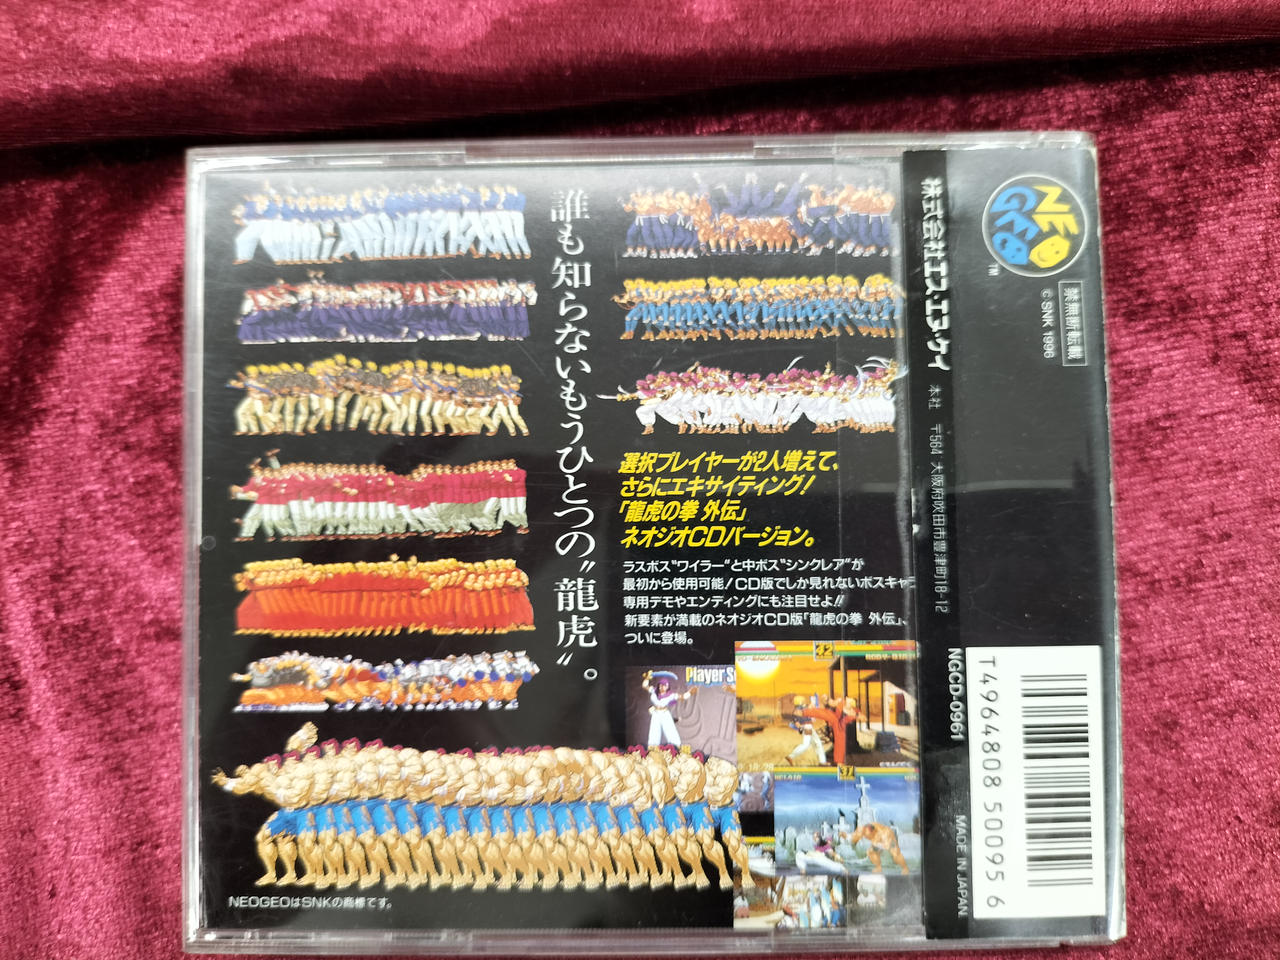 誰も知らないもうひとつの"龍虎"。
選択プレイヤーが2人増えて、
さらにエキサイティング!
「龍虎の拳 外伝」
ネオジオCDバージョン。
ラスボス"ワイラー"と中ボス"シンクレア"が
最初から使用可能!CD版でしか見れないボスキャラ
専用デモやエンディングにも注目せよ!!
新要素が満載のネオジオCD版「龍虎の拳 外伝」、
ついに登場。
Player S
42
RODY
41
NEOGEOはSNKの商標です。
NEO
GEO
TM
禁無断転載
© SNK 1996
株式会社エス・エヌ・ケイ
本社 〒564 大阪府吹田市豊津町18-12
NGCD-0961
MADE IN JAPAN
T4964808 500956